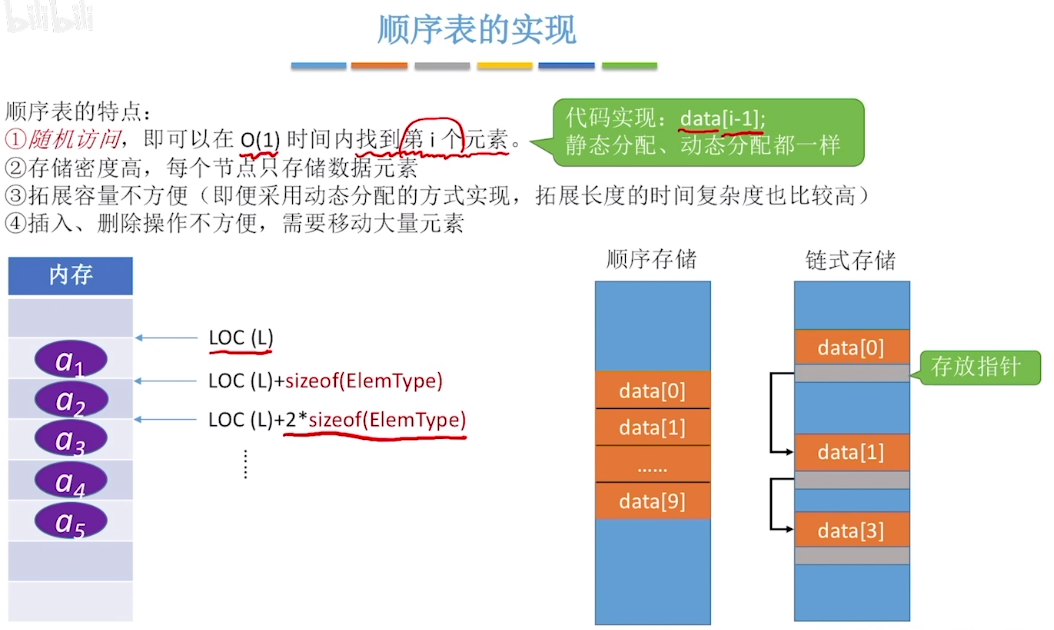 bilibili
顺序表的实现
顺序表的特点：
①随机访问，即可以在 O(1) 时间内找到第 i 个元素。
代码实现：data[i-1];
静态分配、动态分配都一样
②存储密度高，每个节点只存储数据元素
③拓展容量不方便（即便采用动态分配的方式实现，拓展长度的时间复杂度也比较高）
④插入、删除操作不方便，需要移动大量元素
内存
LOC (L)
a1
LOC (L)+sizeof(ElemType)
a2
LOC (L)+2*sizeof(ElemType)
a3
a4
a5
顺序存储
data[0]
data[1]
……
data[9]
链式存储
data[0]
存放指针
data[1]
data[3]